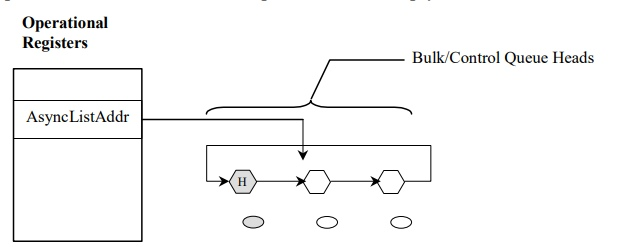 Operational
Registers
Bulk/Control Queue Heads
AsyncListAddr
H